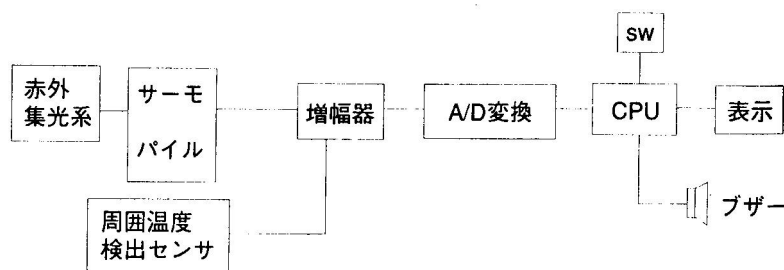 SW
赤外
集光系
サーモ
パイル
増幅器
A/D変換
CPU
表示
ブザー
周囲温度
検出センサ